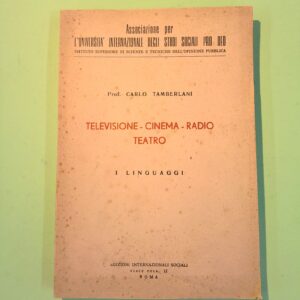 Associazione per
L'UNIVERSITA' INTERNAZIONALE DEGLI STUDI SOCIALI PRO DEO
ISTITUTO SUPERIORE DI SCIENZE E TECNICHE DELL'OPINIONE PUBBLICA
Prof. CARLO TAMBERLANI
TELEVISIONE - CINEMA - RADIO
TEATRO
I LINGUAGGI
EDIZIONI INTERNAZIONALI SOCIALI
ROMA